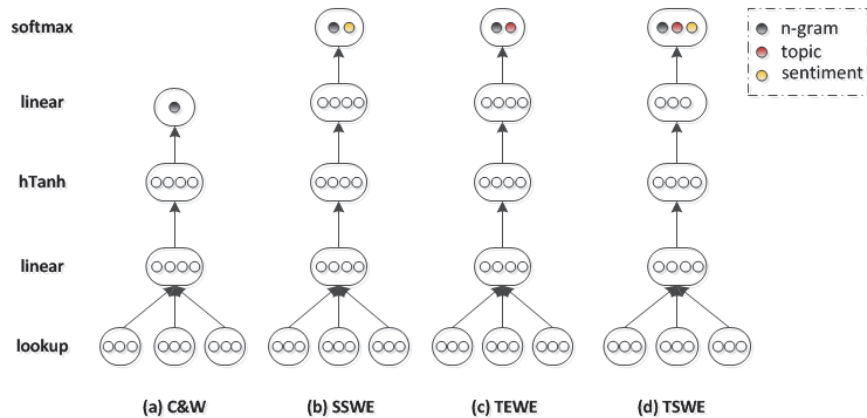 softmax
n-gram
topic
sentiment
linear
hTanh
linear
lookup
(a) C&W
(b) SSWE
(c) TEWE
(d) TSWE